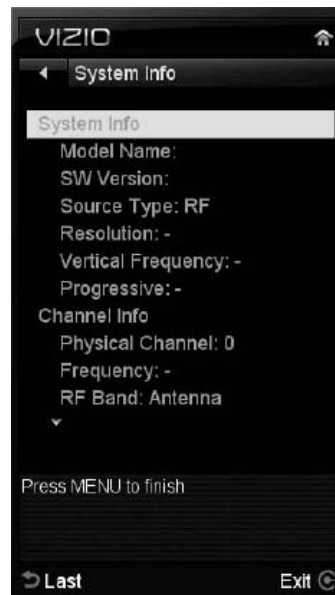 VIZIO
System Info
System Info
Model Name:
SW Version:
Source Type: RF
Resolution: -
Vertical Frequency: -
Progressive: -
Channel Info
Physical Channel: 0
Frequency: -
RF Band: Antenna
Press MENU to finish
Last Exit